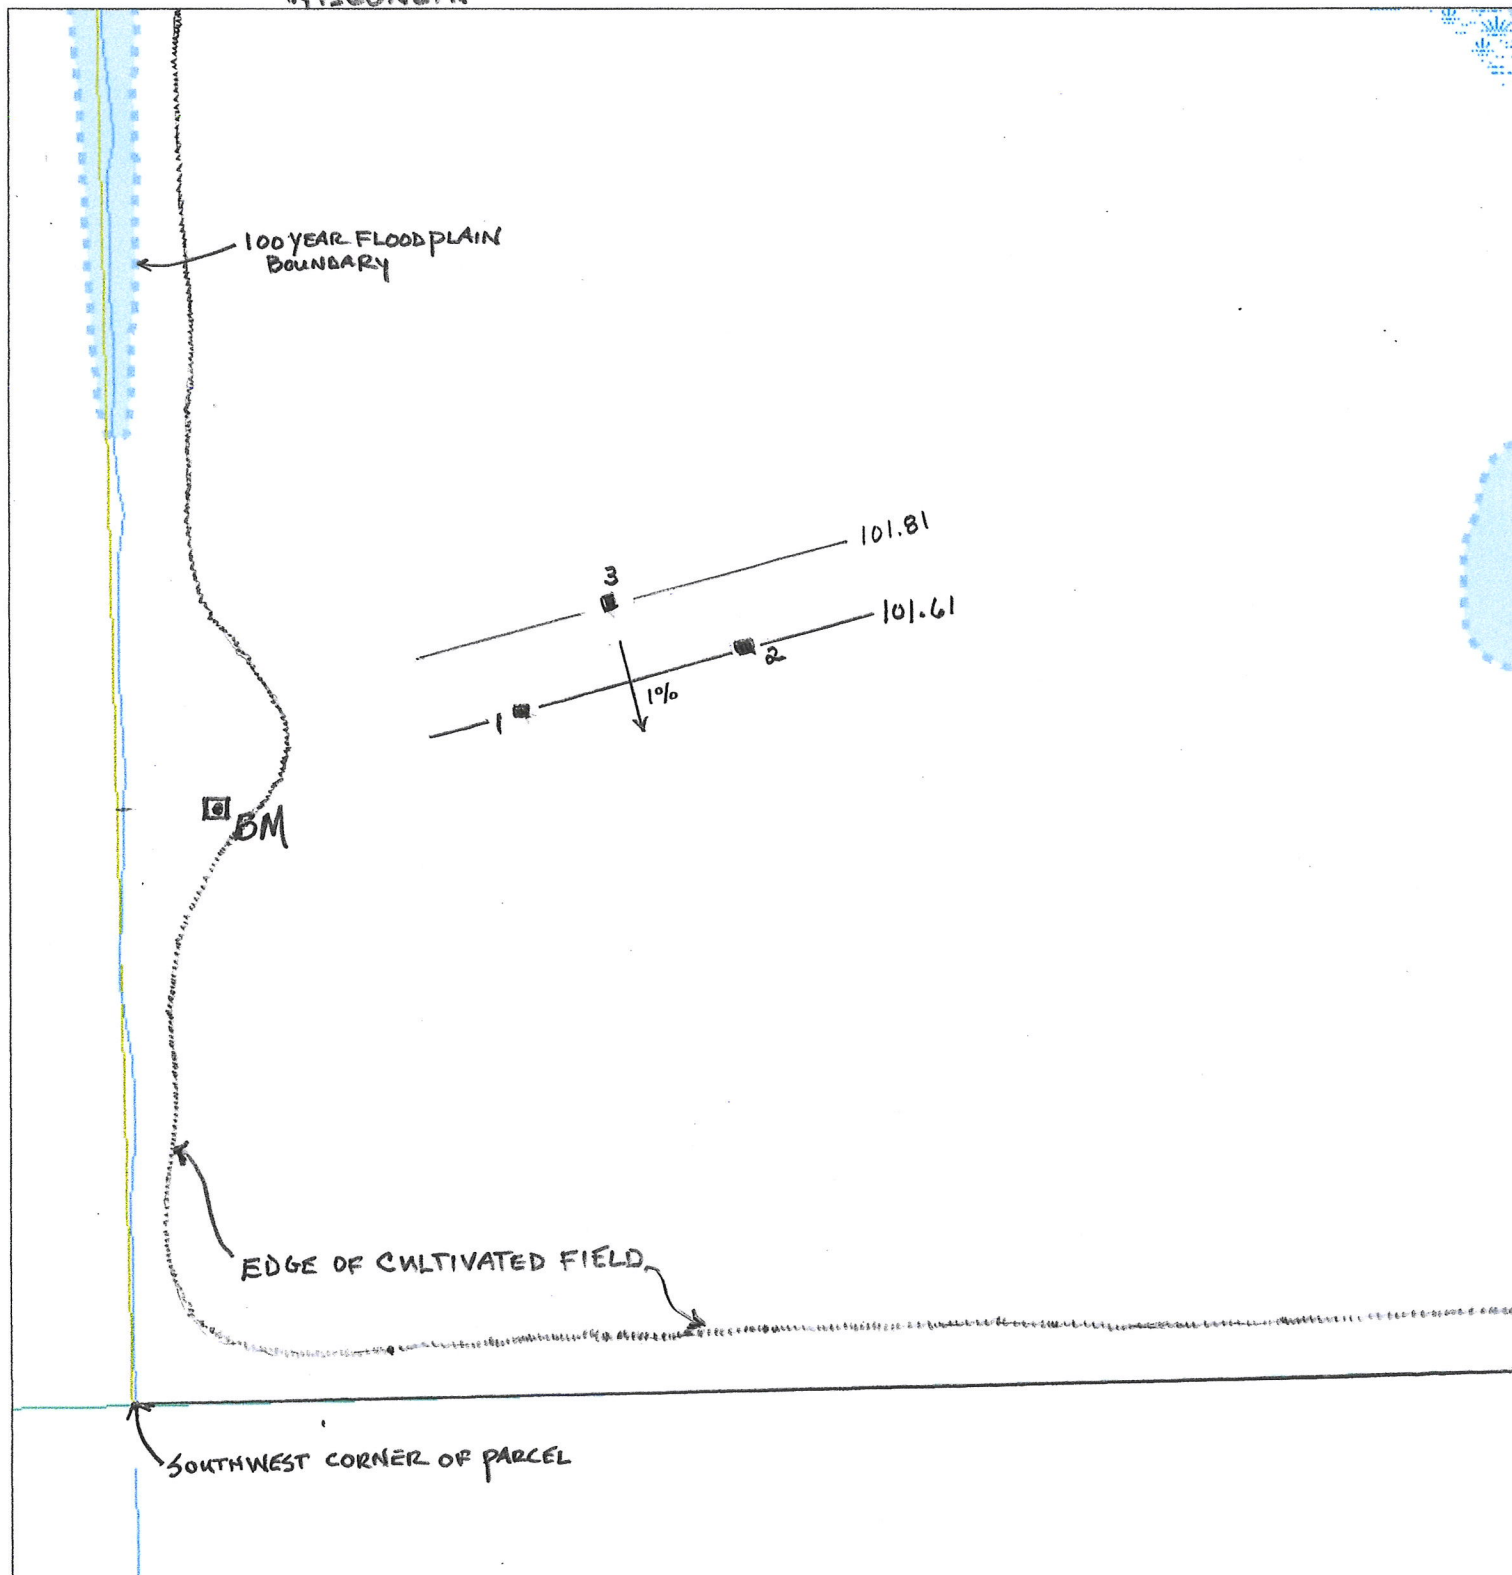 100 YEAR FLOODPLAIN
BOUNDARY
101.81
3
101.61
2
1%
1
BM
EDGE OF CULTIVATED FIELD
SOUTHWEST CORNER OF PARCEL